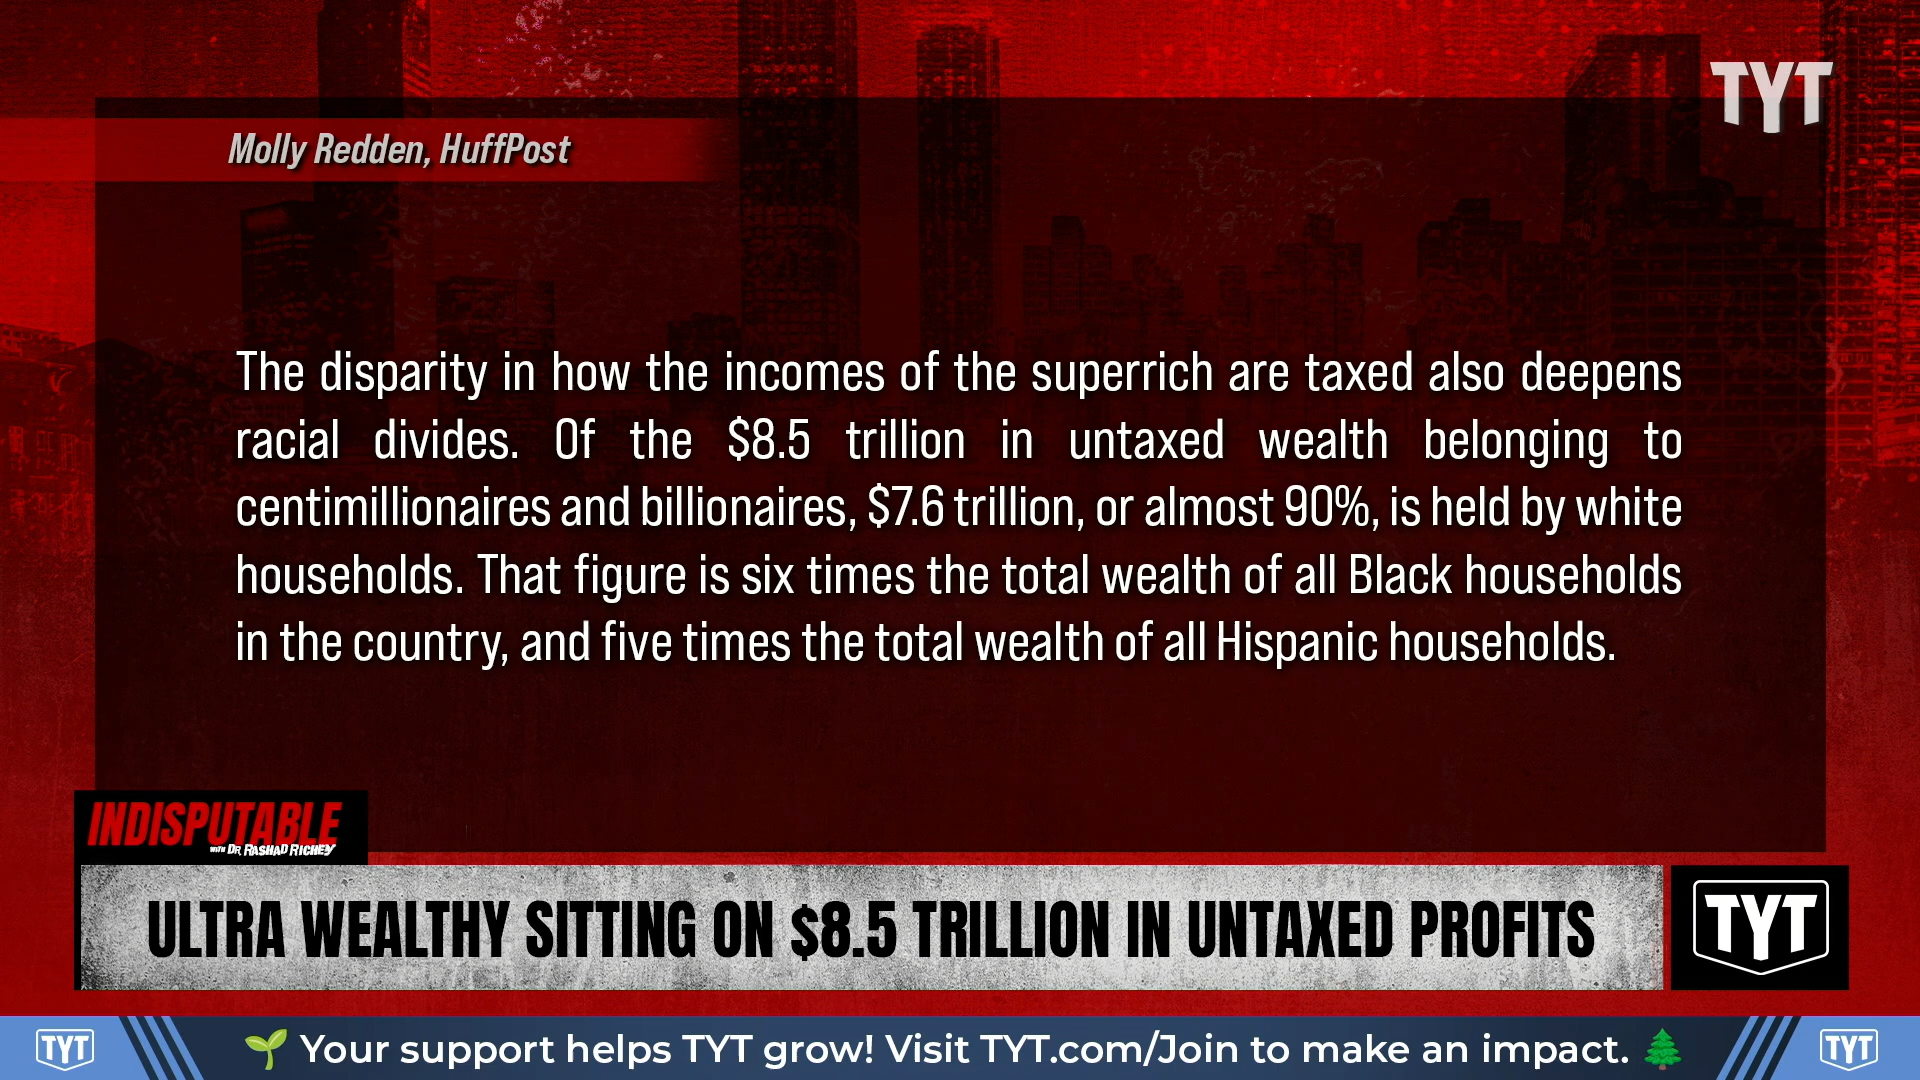 TYT
Molly Redden, HuffPost
The disparity in how the incomes of the superrich are taxed also deepens
racial divides. Of the $8.5 trillion in untaxed wealth belonging to
centimillionaires and billionaires, $7.6 trillion, or almost 90%, is held by white
households. That figure is six times the total wealth of all Black households
in the country, and five times the total wealth of all Hispanic households.
INDISPUTABLE
WITH DR RASHAD RICHEY
ULTRA WEALTHY SITTING ON $8.5 TRILLION IN UNTAXED PROFITS
TYT
TYT
🌱 Your support helps TYT grow! Visit TYT.com/Join to make an impact. 🌲
TYT